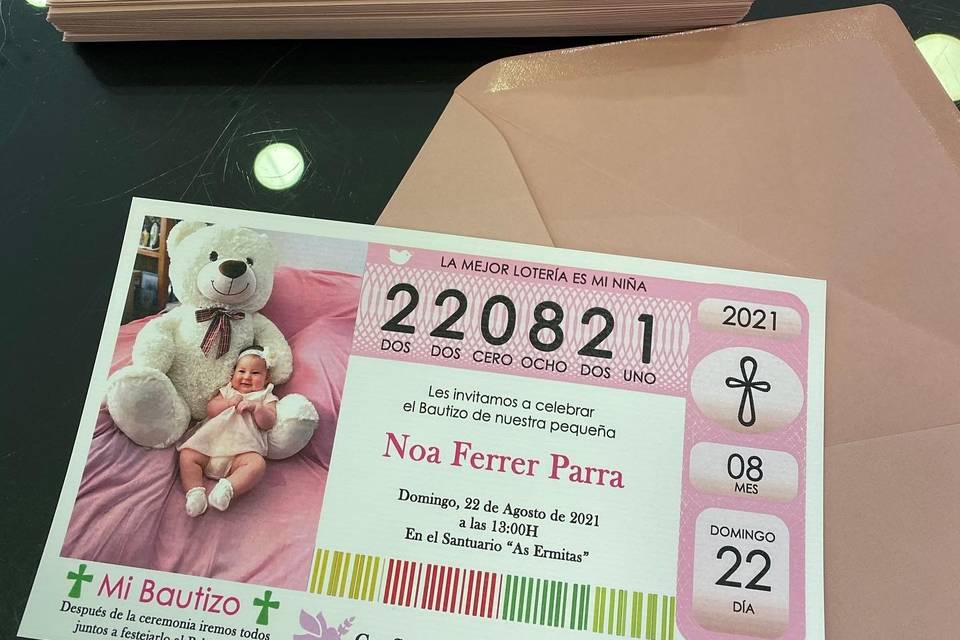 LA MEJOR LOTERÍA ES MI NIÑA
220821
DOS DOS CERO OCHO DOS UNO
Les invitamos a celebrar
el Bautizo de nuestra pequeña
Noa Ferrer Parra
Domingo, 22 de Agosto de 2021
a las 13:00H
En el Santuario “As Ermitas”
2021
08
MES
DOMINGO
22
DÍA
Mi Bautizo
Después de la ceremonia iremos todos
juntos a festejarlo al